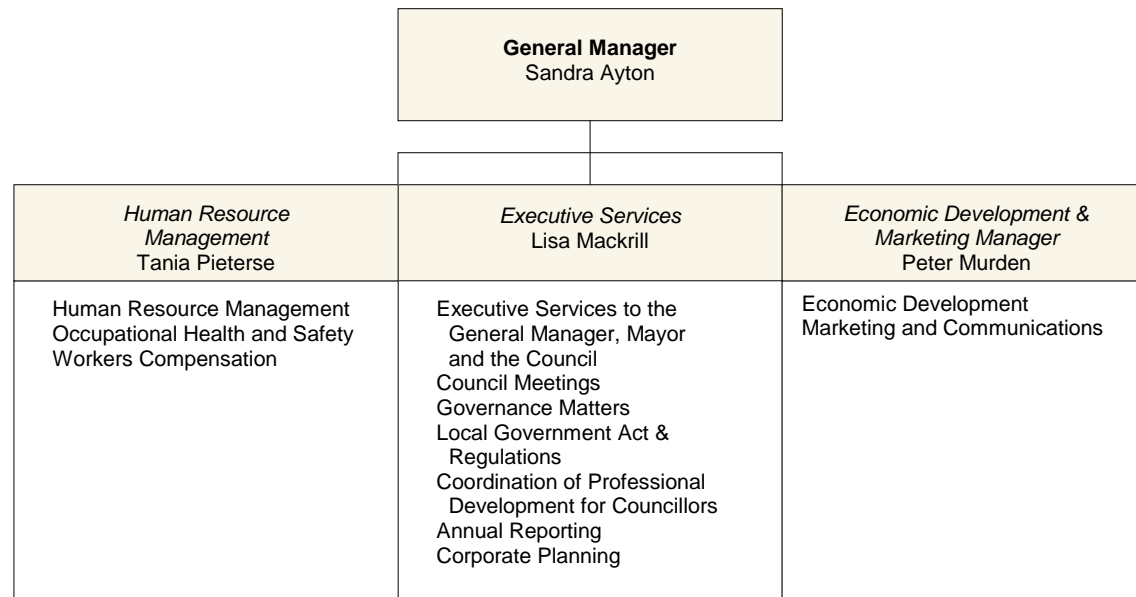 General Manager
Sandra Ayton
Human Resource
Management
Tania Pieterse
Executive Services
Lisa Mackrill
Economic Development &
Marketing Manager
Peter Murden
Human Resource Management
Occupational Health and Safety
Workers Compensation
Executive Services to the
General Manager, Mayor
and the Council
Council Meetings
Governance Matters
Local Government Act &
Regulations
Coordination of Professional
Development for Councillors
Annual Reporting
Corporate Planning
Economic Development
Marketing and Communications